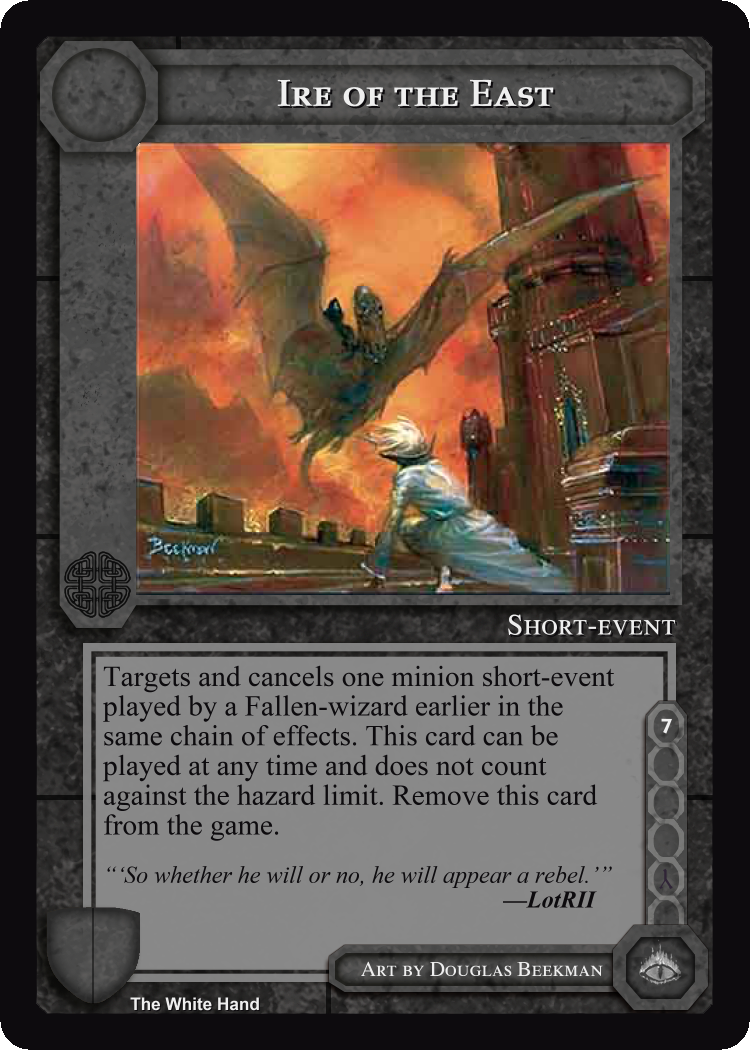 Ire of the East
Beekman
Short-event
Targets and cancels one minion short-event
played by a Fallen-wizard earlier in the
same chain of effects. This card can be
played at any time and does not count
against the hazard limit. Remove this card
from the game.
7
“‘So whether he will or no, he will appear a rebel.’”
—LotRII
Art by Douglas Beekman
The White Hand